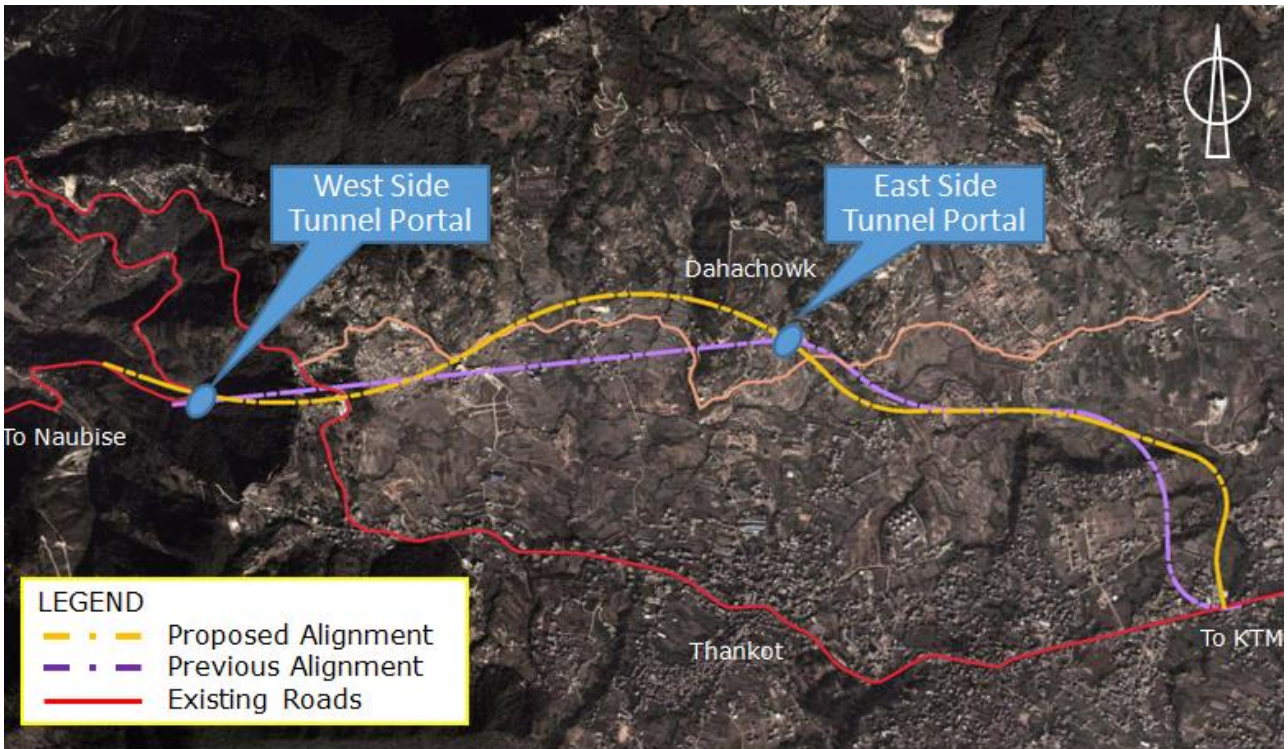 West Side
Tunnel Portal
East Side
Tunnel Portal
Dahachowk
To Naubise
Thankot
To KTM
LEGEND
Proposed Alignment
Previous Alignment
Existing Roads